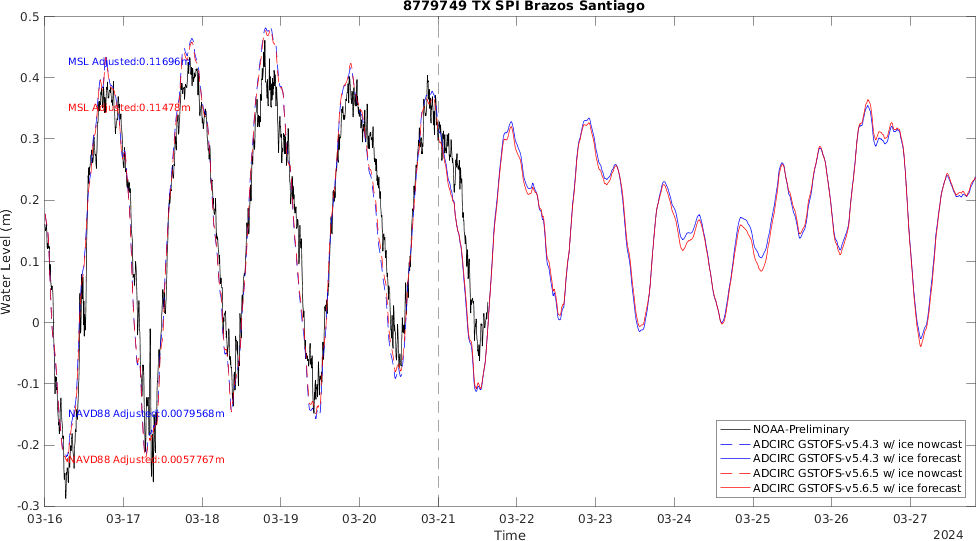 8779749 TX SPI Brazos Santiago
0.5
0.4
0.3
0.2
0.1
0
-0.1
-0.2
-0.3
Water Level (m)
MSL Adjusted:0.11696m
MSL Adjusted:0.11478m
NAVD88 Adjusted:0.0079568m
NAVD88 Adjusted:0.0057767m
NOAA-Preliminary
ADCIRC GSTOFS-v5.4.3 w/ ice nowcast
ADCIRC GSTOFS-v5.4.3 w/ ice forecast
ADCIRC GSTOFS-v5.6.5 w/ ice nowcast
ADCIRC GSTOFS-v5.6.5 w/ ice forecast
03-16 03-17 03-18 03-19 03-20 03-21 03-22 03-23 03-24 03-25 03-26 03-27
Time
2024